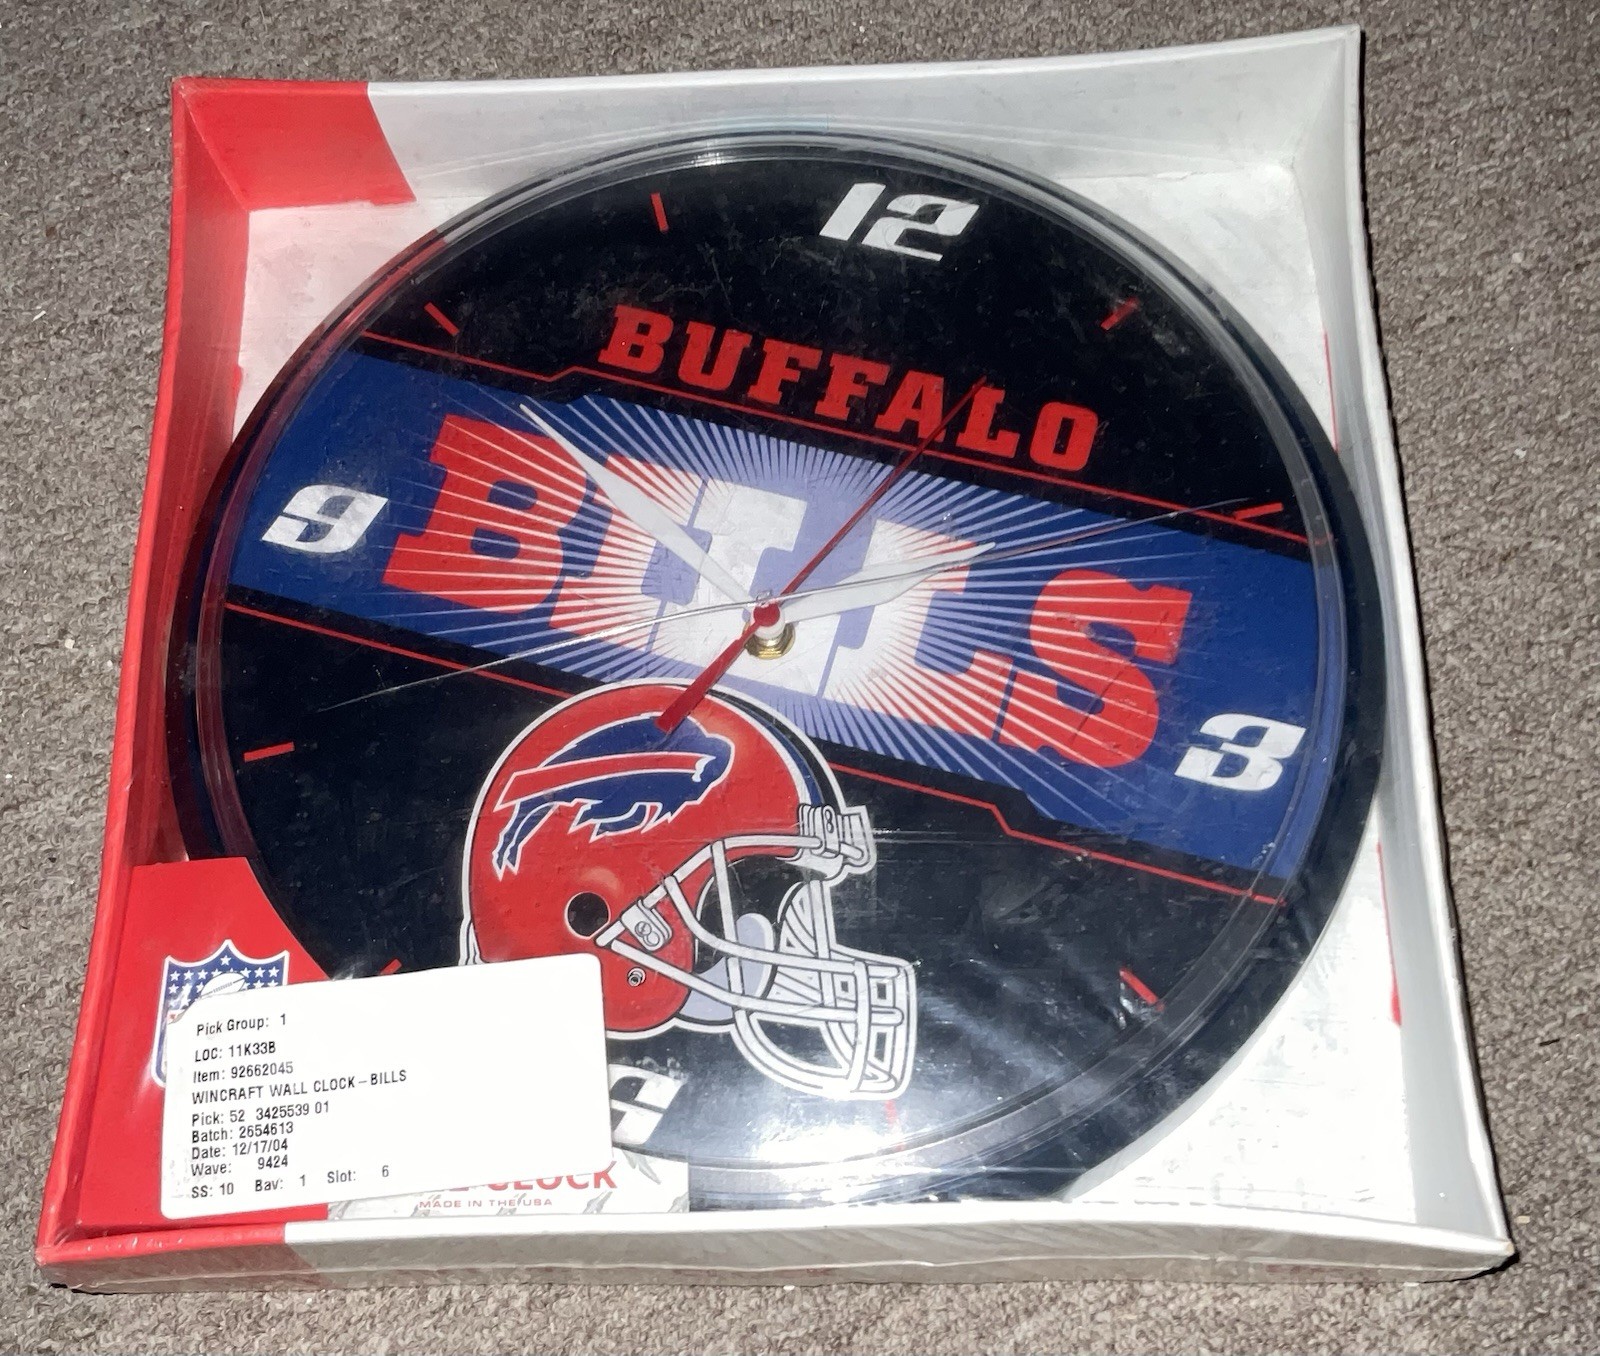 12
BUFFALO
BILLS
9
3
Pick Group: 1
LOC: 11K33B
Item: 92662045
WINCRAFT WALL CLOCK-BILLS
Pick: 52 3425539 01
Batch: 2654613
Date: 12/17/04
Wave: 9424
SS: 10 Bav: 1 Slot: 6
CLOCK
MADE IN THE USA